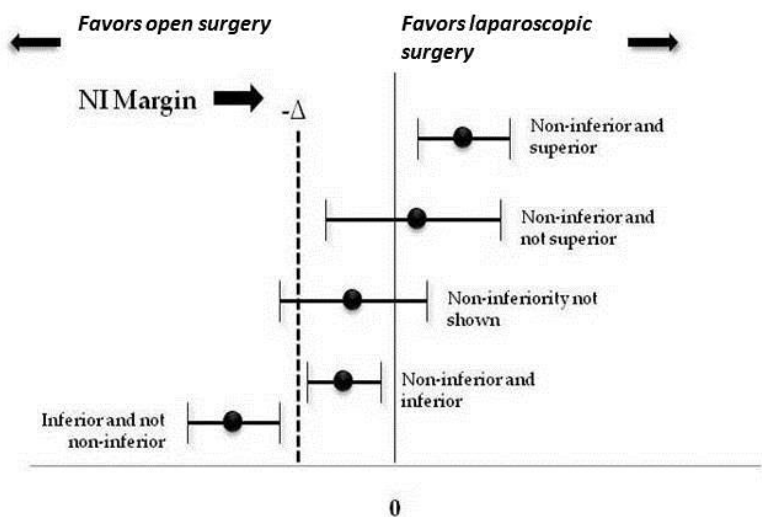 Favors open surgery
Favors laparoscopic
surgery
NI Margin
-Δ
Non-inferior and
superior
Non-inferior and
not superior
Non-inferiority not
shown
Non-inferior and
inferior
Inferior and not
non-inferior
0